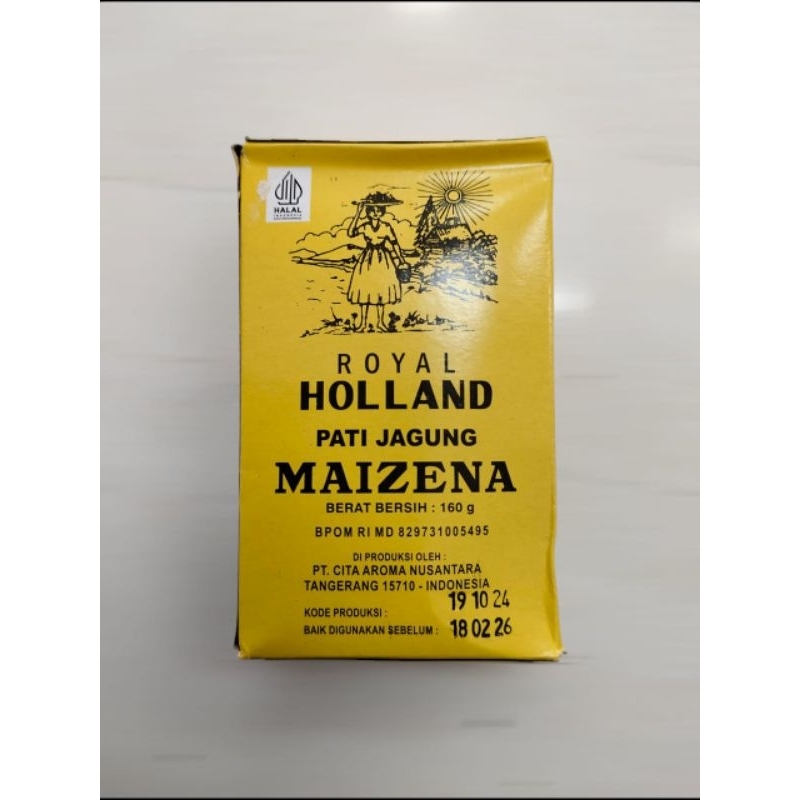 HALAL
INDONESIA
ROYAL
HOLLAND
PATI JAGUNG
MAIZENA
BERAT BERSIH : 160 g
BPOM RI MD 829731005495
DI PRODUKSI OLEH :
PT. CITA AROMA NUSANTARA
TANGERANG 15710 - INDONESIA
KODE PRODUKSI : 19 10 24
BAIK DIGUNAKAN SEBELUM : 18 02 26